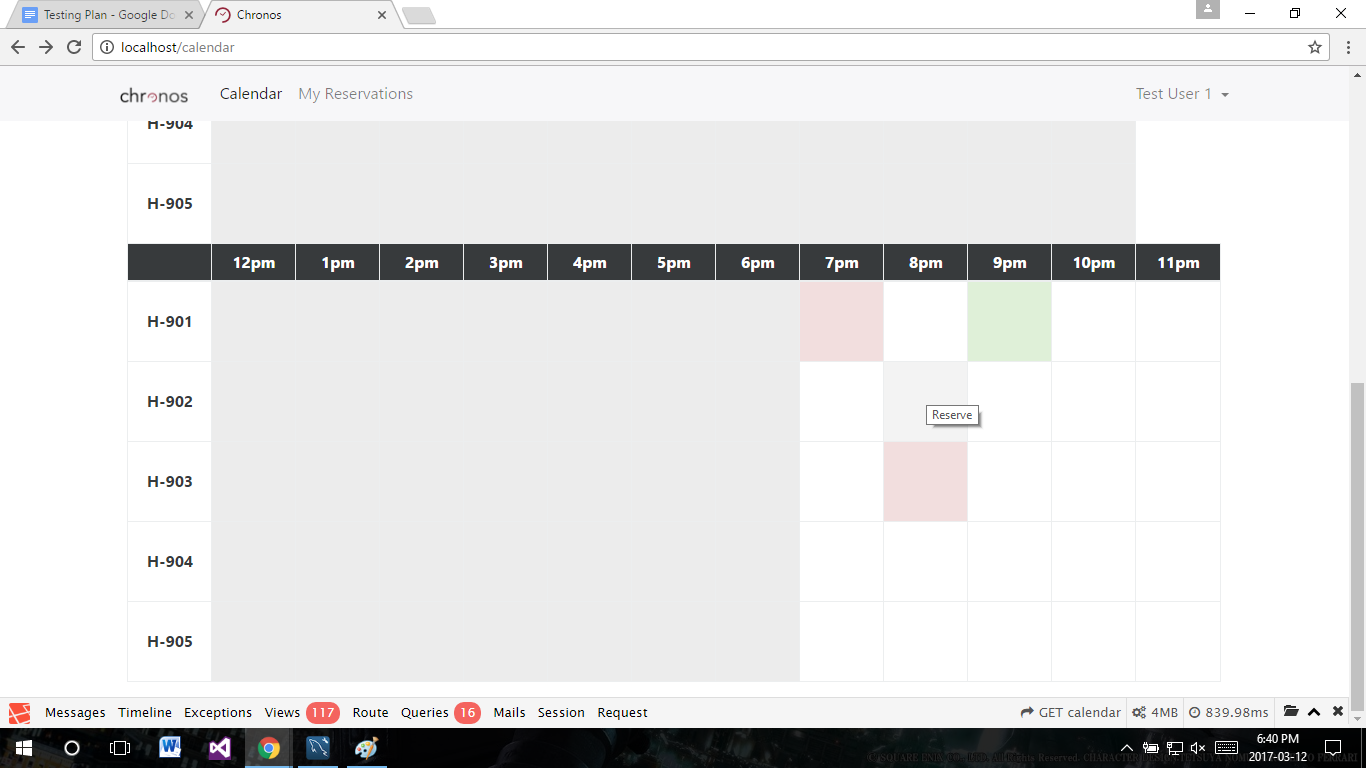 Testing Plan - Google Do
Chronos
localhost/calendar
chronos
Calendar
My Reservations
Test User 1
H-904
H-905
12pm 1pm 2pm 3pm 4pm 5pm 6pm 7pm 8pm 9pm 10pm 11pm
H-901
H-902
Reserve
H-903
H-904
H-905
Messages Timeline Exceptions Views 117 Route Queries 16 Mails Session Request GET calendar 4MB 839.98ms
6:40 PM
2017-03-12